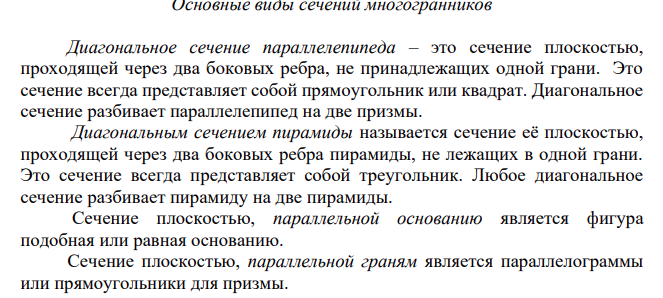 Основные виды сечений многогранников
Диагональное сечение параллелепипеда – это сечение плоскостью,
проходящей через два боковых ребра, не принадлежащих одной грани. Это
сечение всегда представляет собой прямоугольник или квадрат. Диагональное
сечение разбивает параллелепипед на две призмы.
Диагональным сечением пирамиды называется сечение её плоскостью,
проходящей через два боковых ребра пирамиды, не лежащих в одной грани.
Это сечение всегда представляет собой треугольник. Любое диагональное
сечение разбивает пирамиду на две пирамиды.
Сечение плоскостью, параллельной основанию является фигура
подобная или равная основанию.
Сечение плоскостью, параллельной граням является параллелограммы
или прямоугольники для призмы.